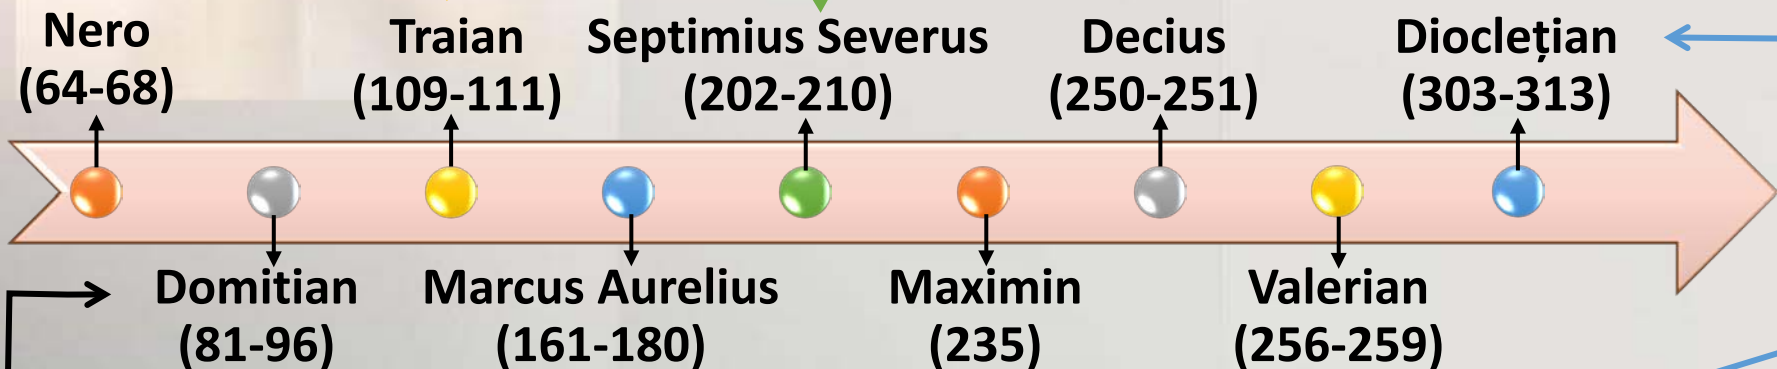 Nero
(64-68)
Traian
(109-111)
Septimius Severus
(202-210)
Decius
(250-251)
Dioclețian
(303-313)
Domitian
(81-96)
Marcus Aurelius
(161-180)
Maximin
(235)
Valerian
(256-259)